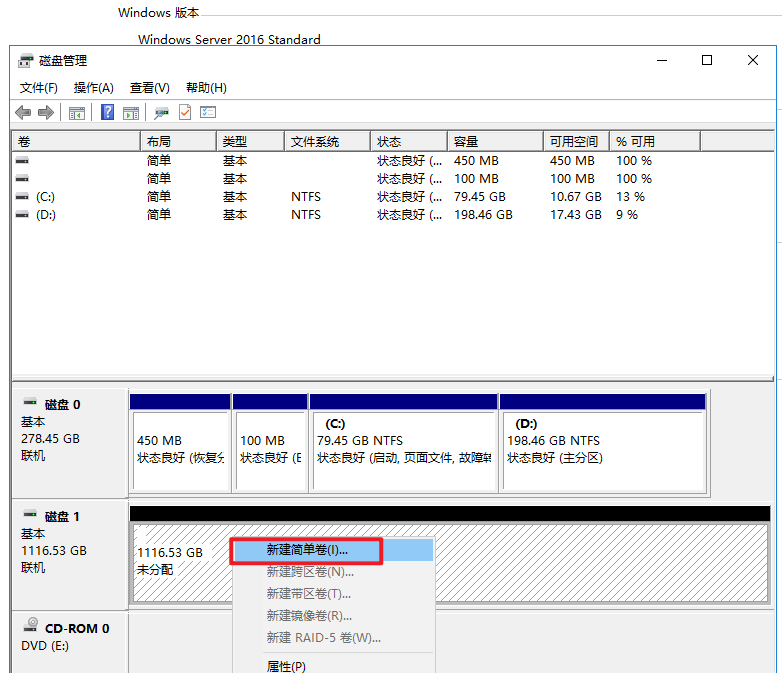 Windows 版本
Windows Server 2016 Standard
磁盘管理
文件(F) 操作(A) 查看(V) 帮助(H)
卷 布局 类型 文件系统 状态 容量 可用空间 % 可用
简单 基本 状态良好 (... 450 MB 450 MB 100 %
简单 基本 状态良好 (... 100 MB 100 MB 100 %
(C:) 简单 基本 NTFS 状态良好 (... 79.45 GB 10.67 GB 13 %
(D:) 简单 基本 NTFS 状态良好 (... 198.46 GB 17.43 GB 9 %
磁盘 0
基本
278.45 GB
联机
450 MB
状态良好 (恢复分
100 MB
状态良好 (E
(C:)
79.45 GB NTFS
状态良好 (启动, 页面文件, 故障转
(D:)
198.46 GB NTFS
状态良好 (主分区)
磁盘 1
基本
1116.53 GB
联机
1116.53 GB
未分配
新建简单卷(I)...
新建跨区卷(N)...
新建带区卷(T)...
新建镜像卷(R)...
新建 RAID-5 卷(W)...
属性(P)
CD-ROM 0
DVD (E:)